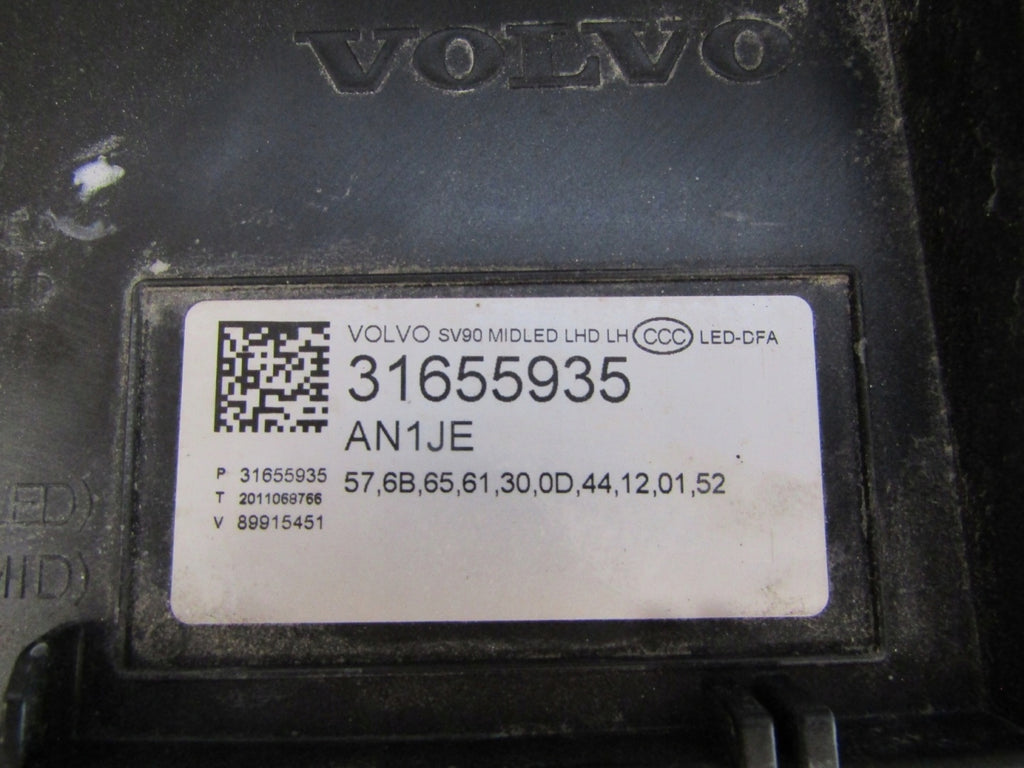 VOLVO
VOLVO SV90 MIDLED LHD LH CCC LED-DFA
31655935
AN1JE
57,6B,65,61,30,0D,44,12,01,52
P 31655935
T 2011069766
V 89915451